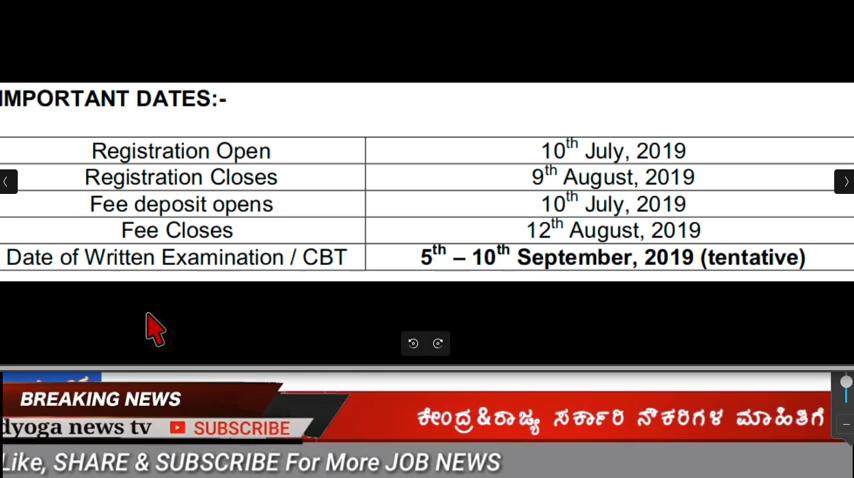 IMPORTANT DATES:-
Registration Open 10th July, 2019
Registration Closes 9th August, 2019
Fee deposit opens 10th July, 2019
Fee Closes 12th August, 2019
Date of Written Examination / CBT 5th – 10th September, 2019 (tentative)
BREAKING NEWS
ಕೇಂದ್ರ&ರಾಜ್ಯ ಸರ್ಕಾರಿ ನೌಕರಿಗಳ ಮಾಹಿತಿಗೆ
dyoga news tv SUBSCRIBE
Like, SHARE & SUBSCRIBE For More JOB NEWS